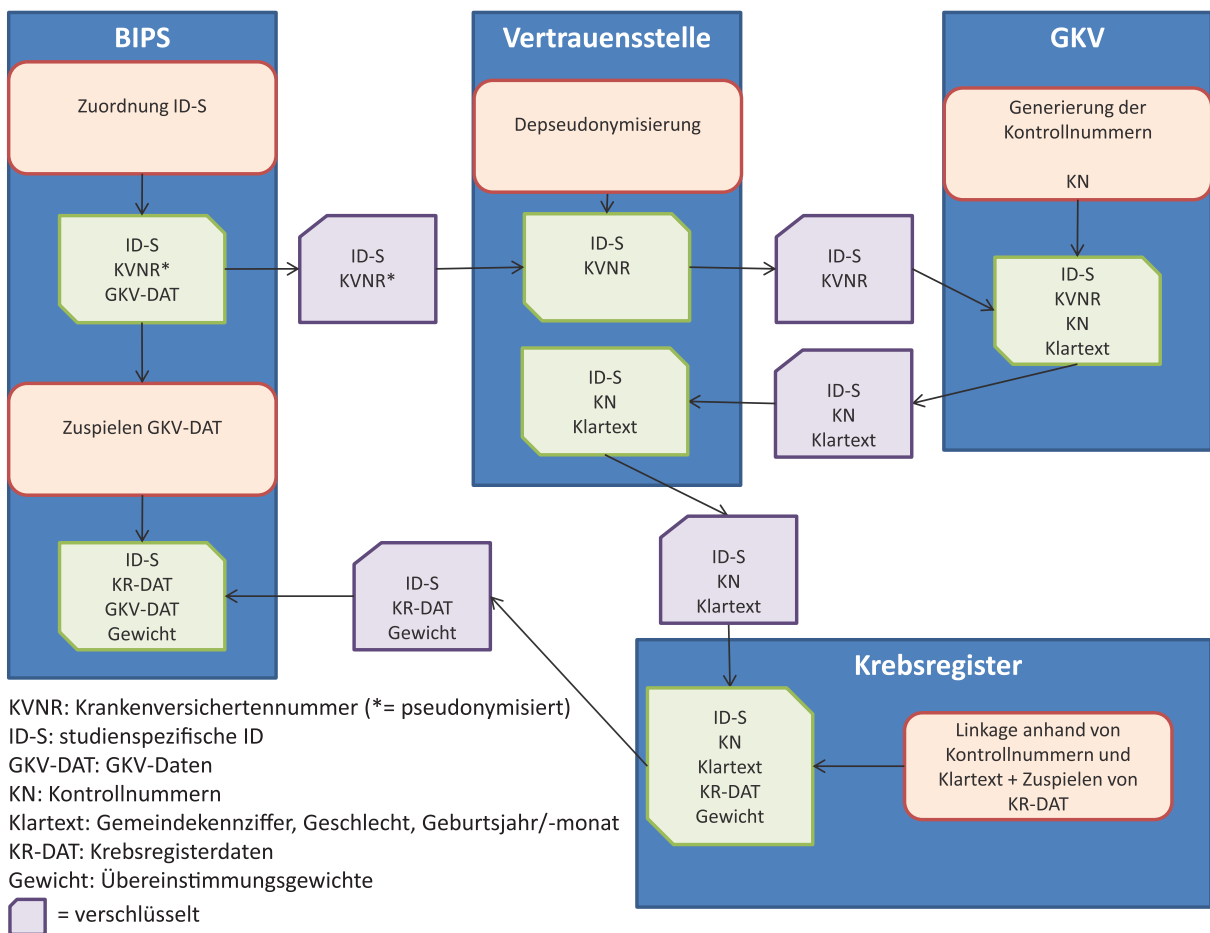 BIPS
Zuordnung ID-S
ID-S
KVNR*
GKV-DAT
Zuspielen GKV-DAT
ID-S
KR-DAT
GKV-DAT
Gewicht
ID-S
KVNR*
Vertrauensstelle
Depseudonymisierung
ID-S
KVNR
ID-S
KN
Klartext
ID-S
KVNR
ID-S
KN
Klartext
GKV
Generierung der
Kontrollnummern
KN
ID-S
KVNR
KN
Klartext
ID-S
KN
Klartext
ID-S
KR-DAT
Gewicht
Krebsregister
ID-S
KN
Klartext
KR-DAT
Gewicht
Linkage anhand von
Kontrollnummern und
Klartext + Zuspielen von
KR-DAT
KVNR: Krankenversichertennummer (*= pseudonymisiert)
ID-S: studienspezifische ID
GKV-DAT: GKV-Daten
KN: Kontrollnummern
Klartext: Gemeindekennziffer, Geschlecht, Geburtsjahr/-monat
KR-DAT: Krebsregisterdaten
Gewicht: Übereinstimmungsgewichte
= verschlüsselt